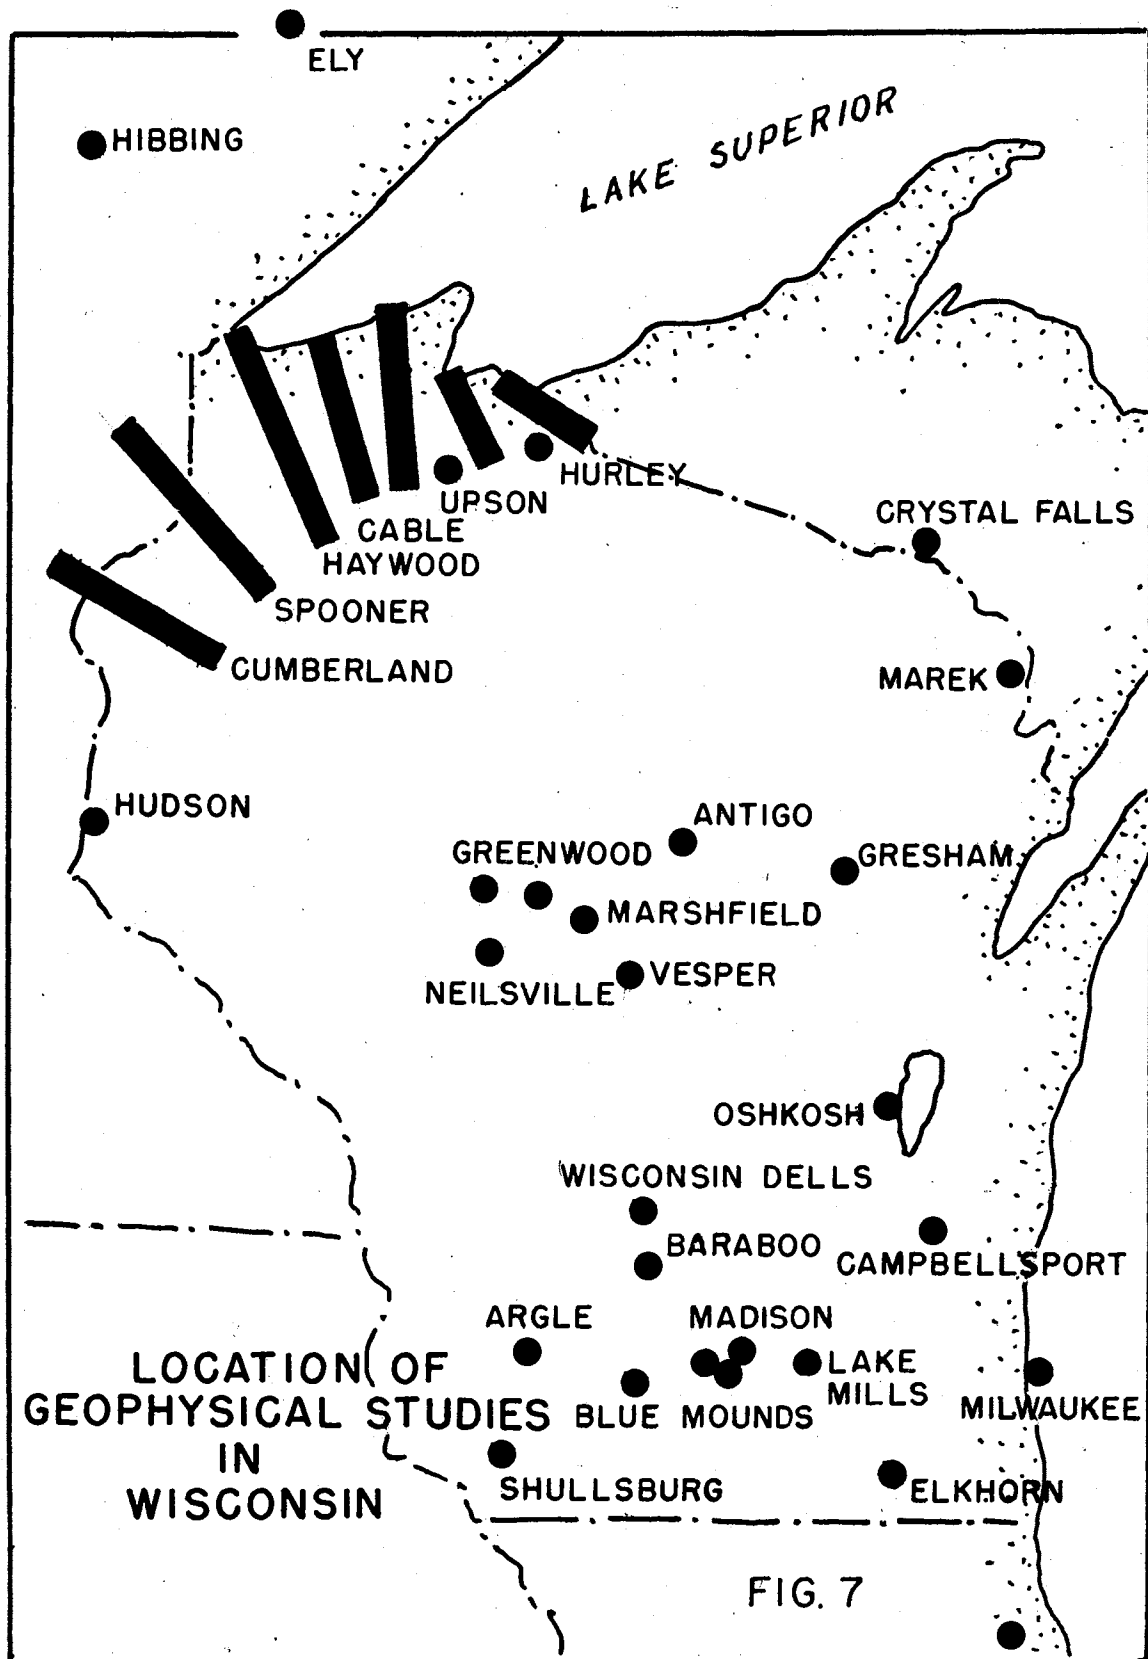 ELY
HIBBING
LAKE SUPERIOR
HURLEY
UPSON
CABLE
HAYWOOD
SPOONER
CUMBERLAND
CRYSTAL FALLS
MAREK
HUDSON
ANTIGO
GREENWOOD
GRESHAM
MARSHFIELD
NEILSVILLE
VESPER
OSHKOSH
WISCONSIN DELLS
BARABOO
CAMPBELLSPORT
ARGLE
MADISON
LAKE
MILLS
BLUE MOUNDS
MILWAUKEE
SHULLSBURG
ELKHORN
LOCATION OF
GEOPHYSICAL STUDIES
IN
WISCONSIN
FIG. 7